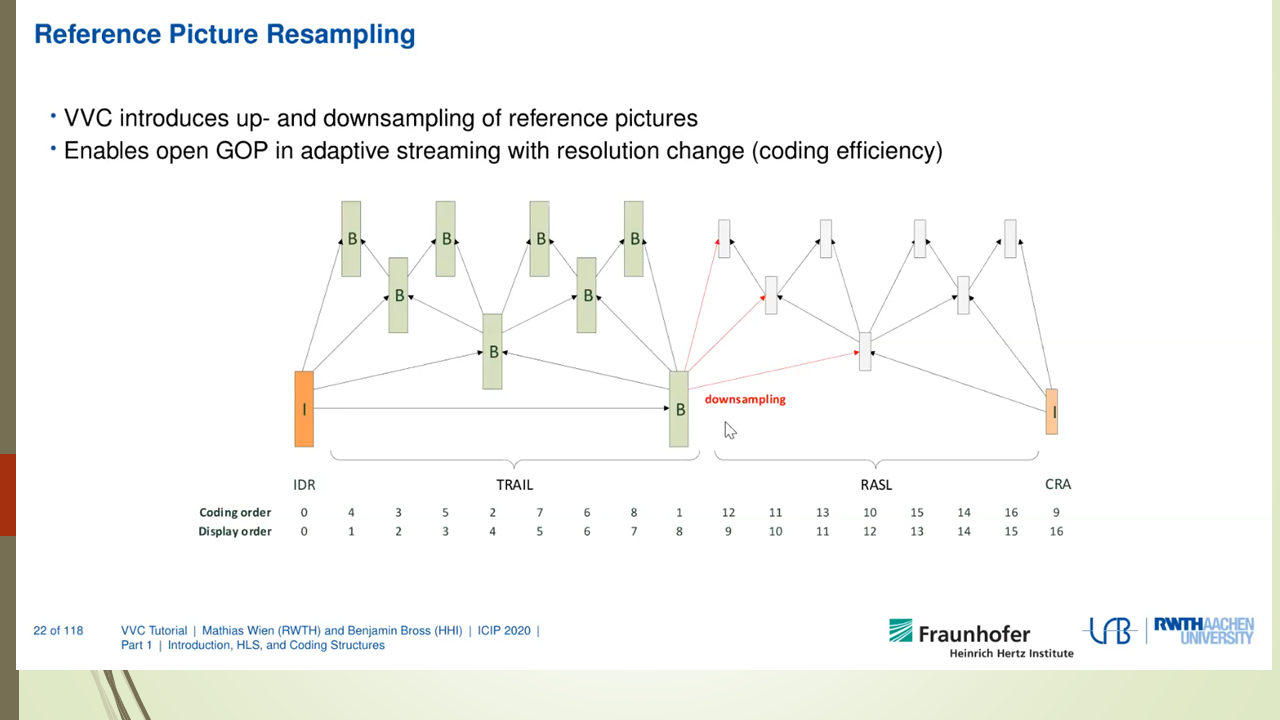 Reference Picture Resampling
• VVC introduces up- and downsampling of reference pictures
• Enables open GOP in adaptive streaming with resolution change (coding efficiency)
B B B B
B B
B
I B I
downsampling
IDR TRAIL RASL CRA
Coding order 0 4 3 5 2 7 6 8 1 12 11 13 10 15 14 16 9
Display order 0 1 2 3 4 5 6 7 8 9 10 11 12 13 14 15 16
22 of 118 VVC Tutorial | Mathias Wien (RWTH) and Benjamin Bross (HHI) | ICIP 2020 |
Part 1 | Introduction, HLS, and Coding Structures
Fraunhofer
Heinrich Hertz Institute
LFB
RWTHAACHEN
UNIVERSITY